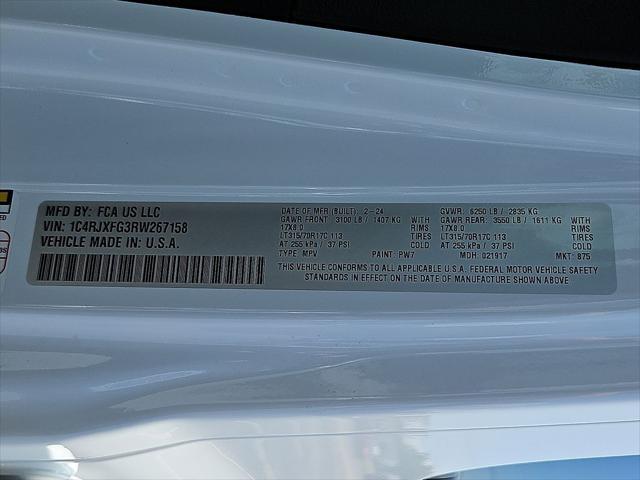 MFD BY: FCA US LLC
VIN: 1C4RJXFG3RW267158
VEHICLE MADE IN U.S.A.
DATE OF MFR (BUILT): 2-24
GAWR FRONT: 3100 LB / 1407 KG WITH
17X8.0 RIMS
LT315/70R17C 113 TIRES
AT 255 kPa / 37 PSI COLD
TYPE: MPV PAINT: PW7
GVWR: 6250 LB / 2835 KG
GAWR REAR: 3550 LB / 1611 KG WITH
17X8.0 RIMS
LT315/70R17C 113 TIRES
AT 255 kPa / 37 PSI COLD
MDH: 021917 MKT: 875
THIS VEHICLE CONFORMS TO ALL APPLICABLE U.S.A. FEDERAL MOTOR VEHICLE SAFETY
STANDARDS IN EFFECT ON THE DATE OF MANUFACTURE SHOWN ABOVE